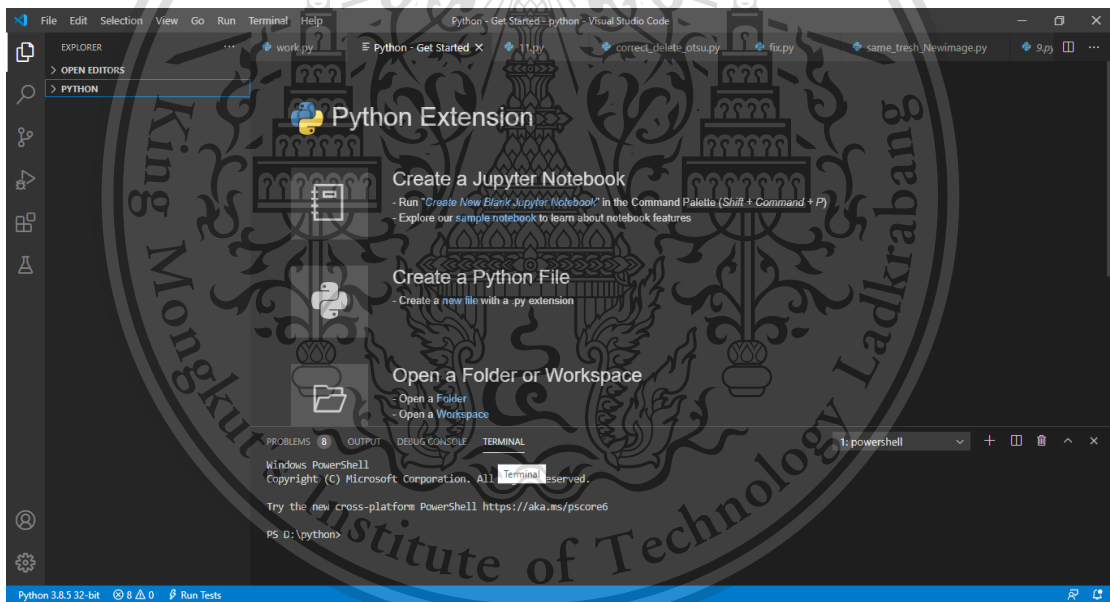 File Edit Selection View Go Run Terminal Help
Python - Get Started - python - Visual Studio Code
EXPLORER
work.py
Python - Get Started
11.py
correct_delete_otsu.py
fix.py
same_tresh_Newimage.py
9.py
OPEN EDITORS
PYTHON
Python Extension
Create a Jupyter Notebook
- Run "Create New Blank Jupyter Notebook" in the Command Palette (Shift + Command + P)
- Explore our sample notebook to learn about notebook features
Create a Python File
- Create a new file with a .py extension
Open a Folder or Workspace
- Open a Folder
- Open a Workspace
PROBLEMS 8 OUTPUT DEBUG CONSOLE TERMINAL
1: powershell
Windows PowerShell
Copyright (C) Microsoft Corporation. All eserved.
Terminal
Try the new cross-platform PowerShell https://aka.ms/pscore6
PS D:\python>
Python 3.8.5 32-bit 8 0 Run Tests
King Mongkut's Institute of Technology Ladkrabang